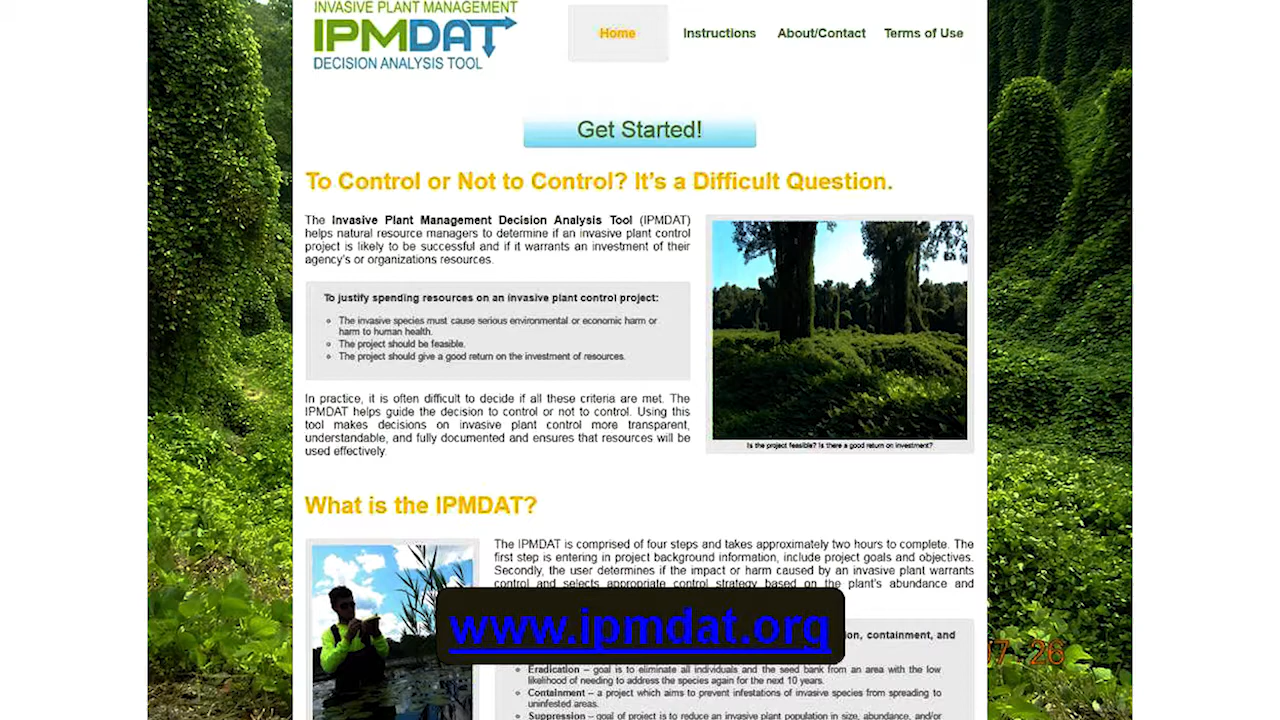 INVASIVE PLANT MANAGEMENT
IPMDAT
DECISION ANALYSIS TOOL
Home
Instructions
About/Contact
Terms of Use
Get Started!
To Control or Not to Control? It's a Difficult Question.
The Invasive Plant Management Decision Analysis Tool (IPMDAT)
helps natural resource managers to determine if an invasive plant control
project is likely to be successful and if it warrants an investment of their
agency's or organizations resources.
To justify spending resources on an invasive plant control project:
The invasive species must cause serious environmental or economic harm or
harm to human health.
The project should be feasible.
The project should give a good return on the investment of resources.
In practice, it is often difficult to decide if all these criteria are met. The
IPMDAT helps guide the decision to control or not to control. Using this
tool makes decisions on invasive plant control more transparent,
understandable, and fully documented and ensures that resources will be
used effectively.
Is the project feasible? Is there a good return on investment?
What is the IPMDAT?
The IPMDAT is comprised of four steps and takes approximately two hours to complete. The
first step is entering in project background information, include project goals and objectives.
Secondly, the user determines if the impact or harm caused by an invasive plant warrants
control and selects appropriate control strategy based on the plant's abundance and
www.ipmdat.org
containment, and
Eradication – goal is to eliminate all individuals and the seed bank from an area with the low
likelihood of needing to address the species again for the next 10 years.
Containment – a project which aims to prevent infestations of invasive species from spreading to
uninfested areas.
Suppression – goal of project is to reduce an invasive plant population in size, abundance, and/or
26